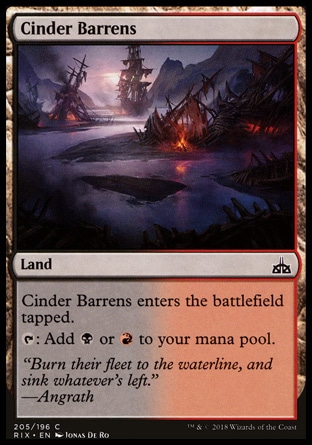 Cinder Barrens
Land
Cinder Barrens enters the battlefield
tapped.
: Add or to your mana pool.
"Burn their fleet to the waterline, and
sink whatever's left."
—Angrath
205/196 C
RIX • EN Jonas De Ro
™ & © 2018 Wizards of the Coast